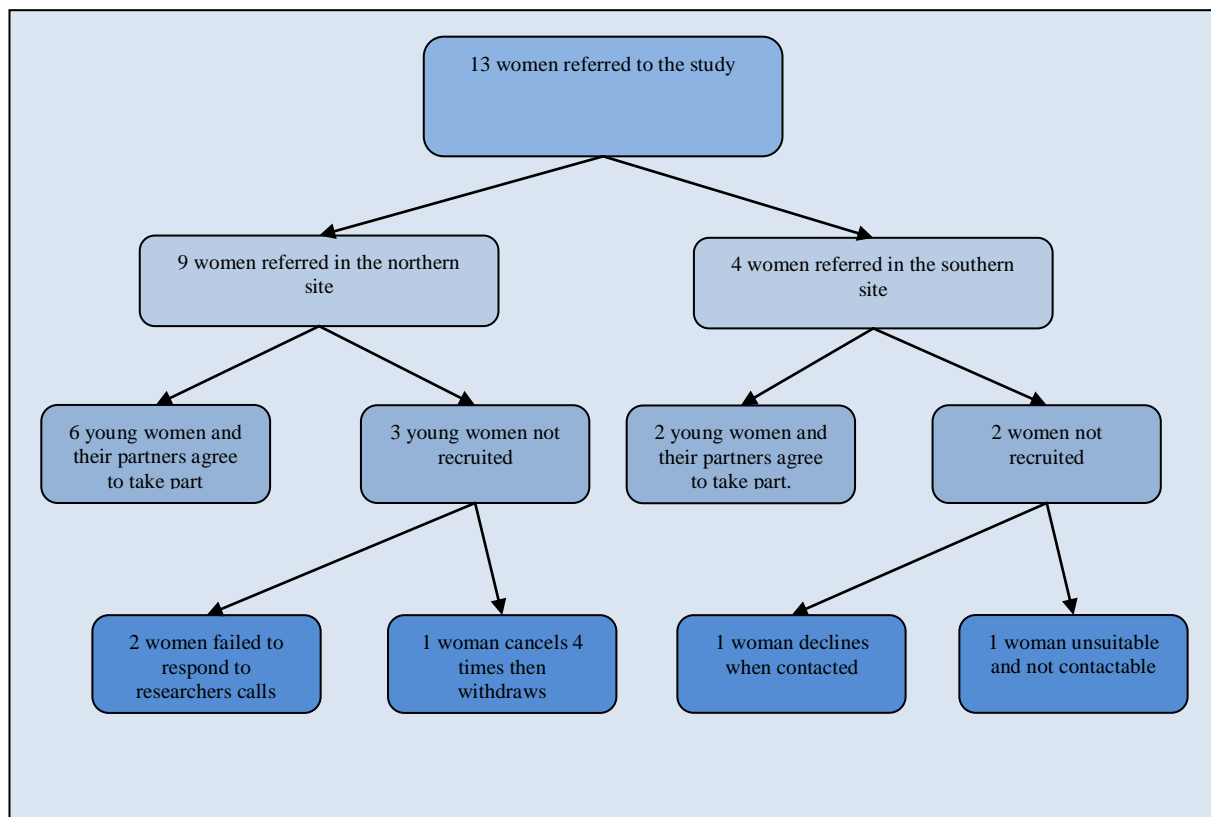 13 women referred to the study
9 women referred in the northern
site
4 women referred in the southern
site
6 young women and
their partners agree
to take part
3 young women not
recruited
2 young women and
their partners agree
to take part.
2 women not
recruited
2 women failed to
respond to
researchers calls
1 woman cancels 4
times then
withdraws
1 woman declines
when contacted
1 woman unsuitable
and not contactable